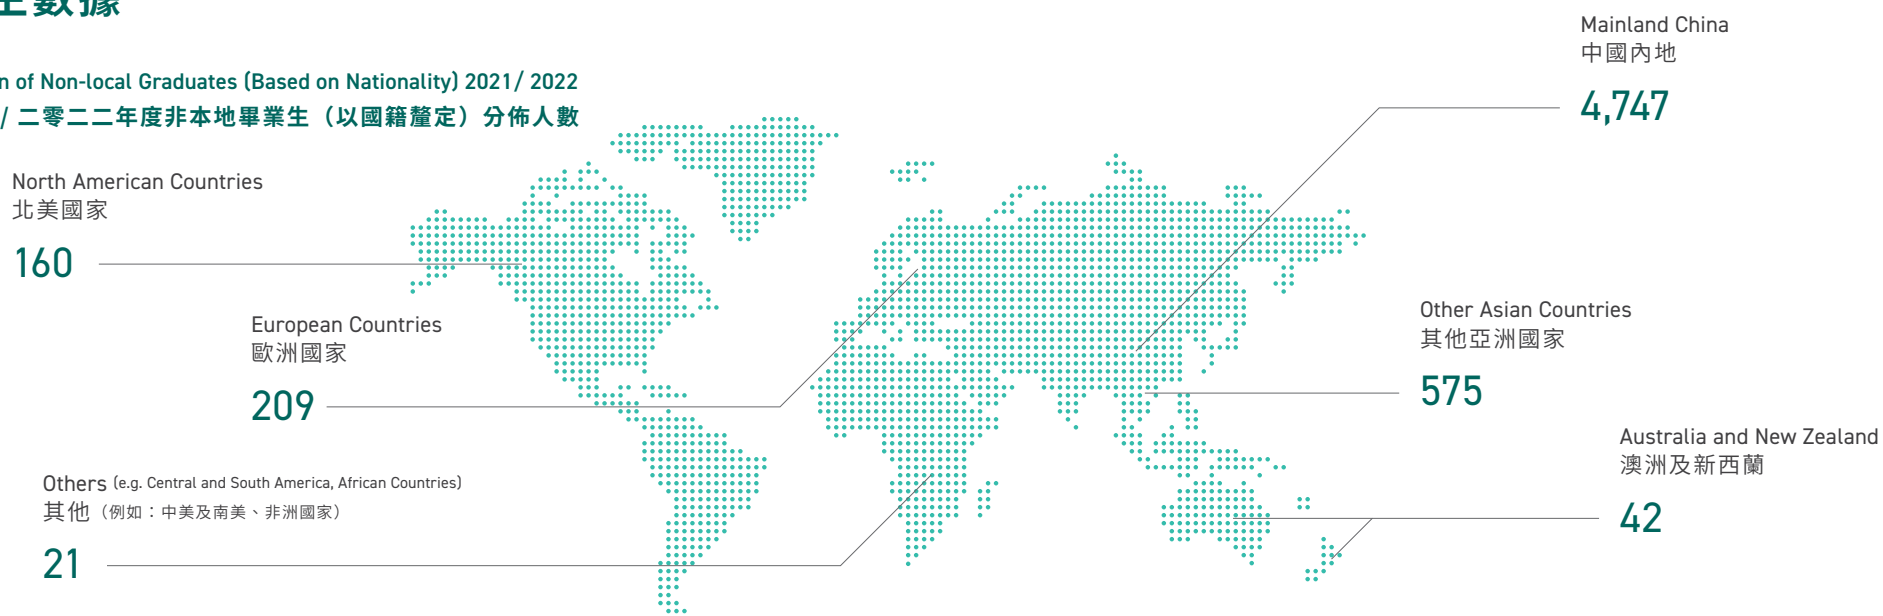 數據
of Non-local Graduates (Based on Nationality) 2021/ 2022
/ 二零二二年度非本地畢業生（以國籍釐定）分佈人數
Mainland China
中國內地
4,747
North American Countries
北美國家
160
European Countries
歐洲國家
209
Other Asian Countries
其他亞洲國家
575
Australia and New Zealand
澳洲及新西蘭
42
Others (e.g. Central and South America, African Countries)
其他（例如：中美及南美、非洲國家）
21